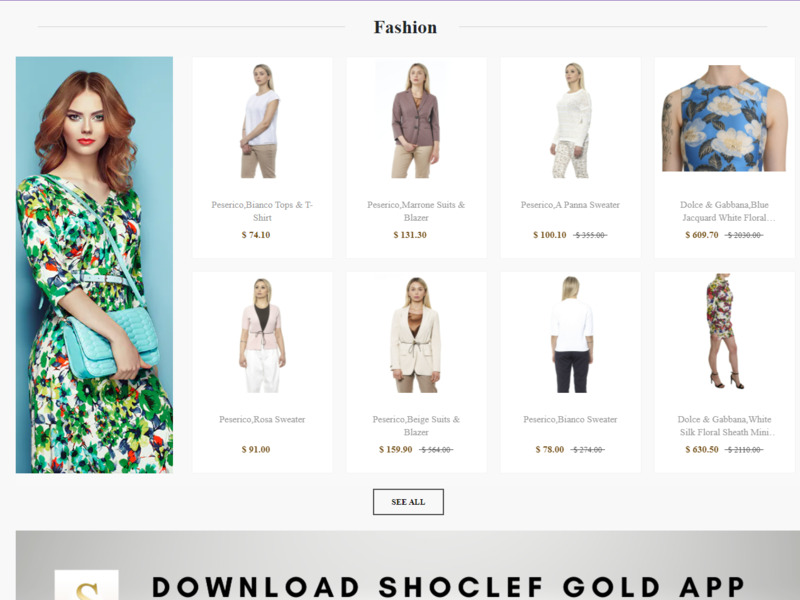 Fashion
Peserico,Bianco Tops & T-
Shirt
$ 74.10
Peserico,Marrone Suits &
Blazer
$ 131.30
Peserico,A Panna Sweater
$ 100.10 $ 355.00
Dolce & Gabbana,Blue
Jacquard White Floral...
$ 609.70 $ 2030.00
Peserico,Rosa Sweater
$ 91.00
Peserico,Beige Suits &
Blazer
$ 159.90 $ 564.00
Peserico,Bianco Sweater
$ 78.00 $ 274.00
Dolce & Gabbana,White
Silk Floral Sheath Mini...
$ 630.50 $ 2110.00
SEE ALL
S
DOWNLOAD SHOCLEF GOLD APP